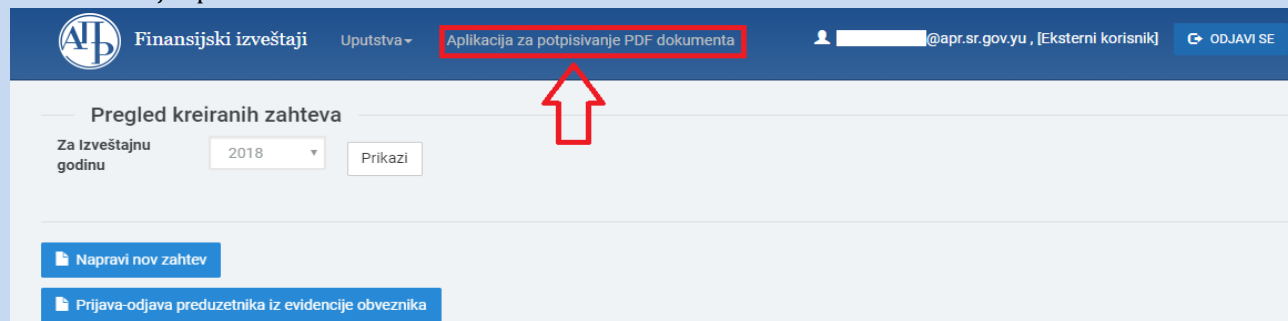 АПР Finansijski izveštaji Uputstva Aplikacija za potpisivanje PDF dokumenta @apr.sr.gov.yu , [Eksterni korisnik] ODJAVI SE
Pregled kreiranih zahteva
Za Izveštajnu godinu 2018 Prikazi
Napravi nov zahtev
Prijava-odjava preduzetnika iz evidencije obveznika